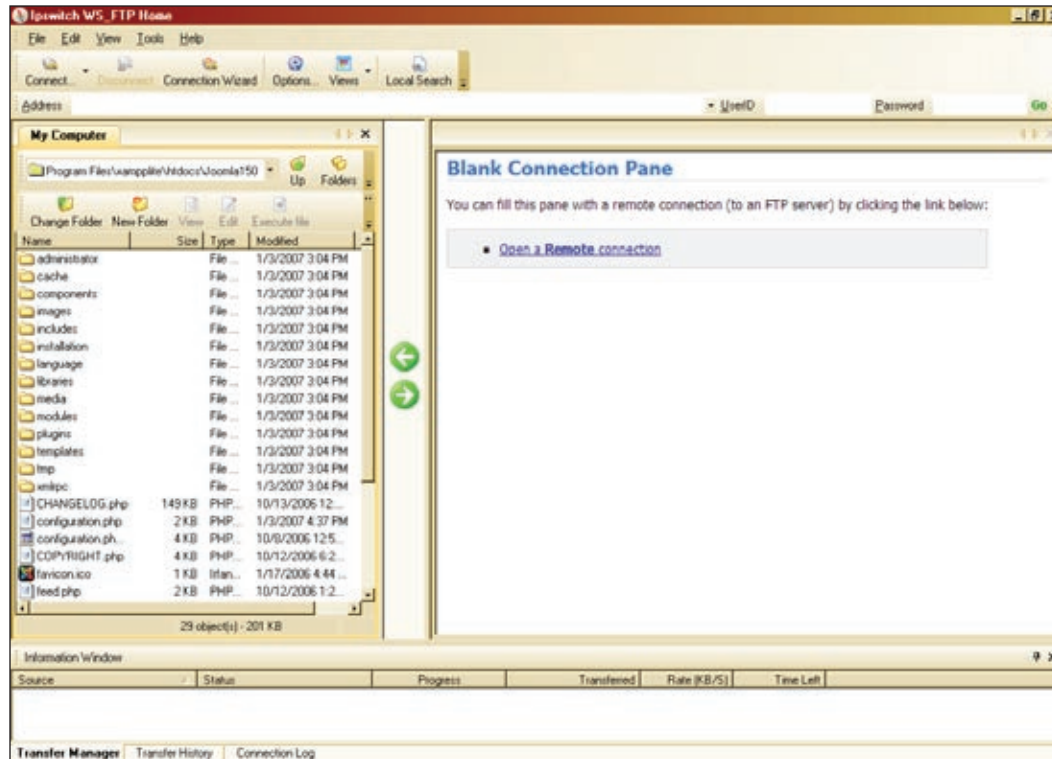 Ipswitch WS_FTP Home
File Edit View Tools Help
Connect... Disconnect Connection Wizard Options... Views Local Search
Address UserID Password Go
My Computer
Program Files\xampplite\htdocs\Joomla150 Up Folders
Change Folder New Folder View Edit Execute file
Name Size Type Modified
administrator File ... 1/3/2007 3:04 PM
cache File ... 1/3/2007 3:04 PM
components File ... 1/3/2007 3:04 PM
images File ... 1/3/2007 3:04 PM
includes File ... 1/3/2007 3:04 PM
installation File ... 1/3/2007 3:04 PM
language File ... 1/3/2007 3:04 PM
libraries File ... 1/3/2007 3:04 PM
media File ... 1/3/2007 3:04 PM
modules File ... 1/3/2007 3:04 PM
plugins File ... 1/3/2007 3:04 PM
templates File ... 1/3/2007 3:04 PM
tmp File ... 1/3/2007 3:04 PM
xmlrpc File ... 1/3/2007 3:04 PM
CHANGELOG.php 149 KB PHP... 10/13/2006 12:...
configuration.php 2 KB PHP... 1/3/2007 4:37 PM
configuration.ph... 4 KB PHP... 10/8/2006 12:5...
COPYRIGHT.php 4 KB PHP... 10/12/2006 6:2...
favicon.ico 1 KB Irfan... 1/17/2006 4:44 ...
feed.php 2 KB PHP... 10/12/2006 1:2...
29 object(s) - 201 KB
Blank Connection Pane
You can fill this pane with a remote connection (to an FTP server) by clicking the link below:
Open a Remote connection
Information Window
Source Status Progress Transferred Rate (KB/S) Time Left
Transfer Manager Transfer History Connection Log